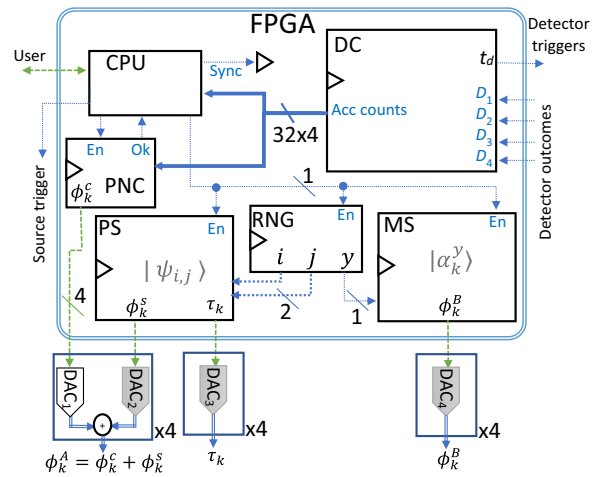 FPGA
Detector
triggers
User
CPU
Sync
DC
t_d
Acc counts
D_1
D_2
D_3
D_4
32x4
En
Ok
PNC
ϕ_k^c
Source trigger
Detector outcomes
1
PS
En
RNG
En
MS
En
| ψ_{i,j} ⟩
i
j
y
|α_k^y⟩
4
ϕ_k^s
τ_k
2
1
ϕ_k^B
DAC_1
DAC_2
DAC_3
DAC_4
+
x4
x4
x4
ϕ_k^A = ϕ_k^c + ϕ_k^s
τ_k
ϕ_k^B